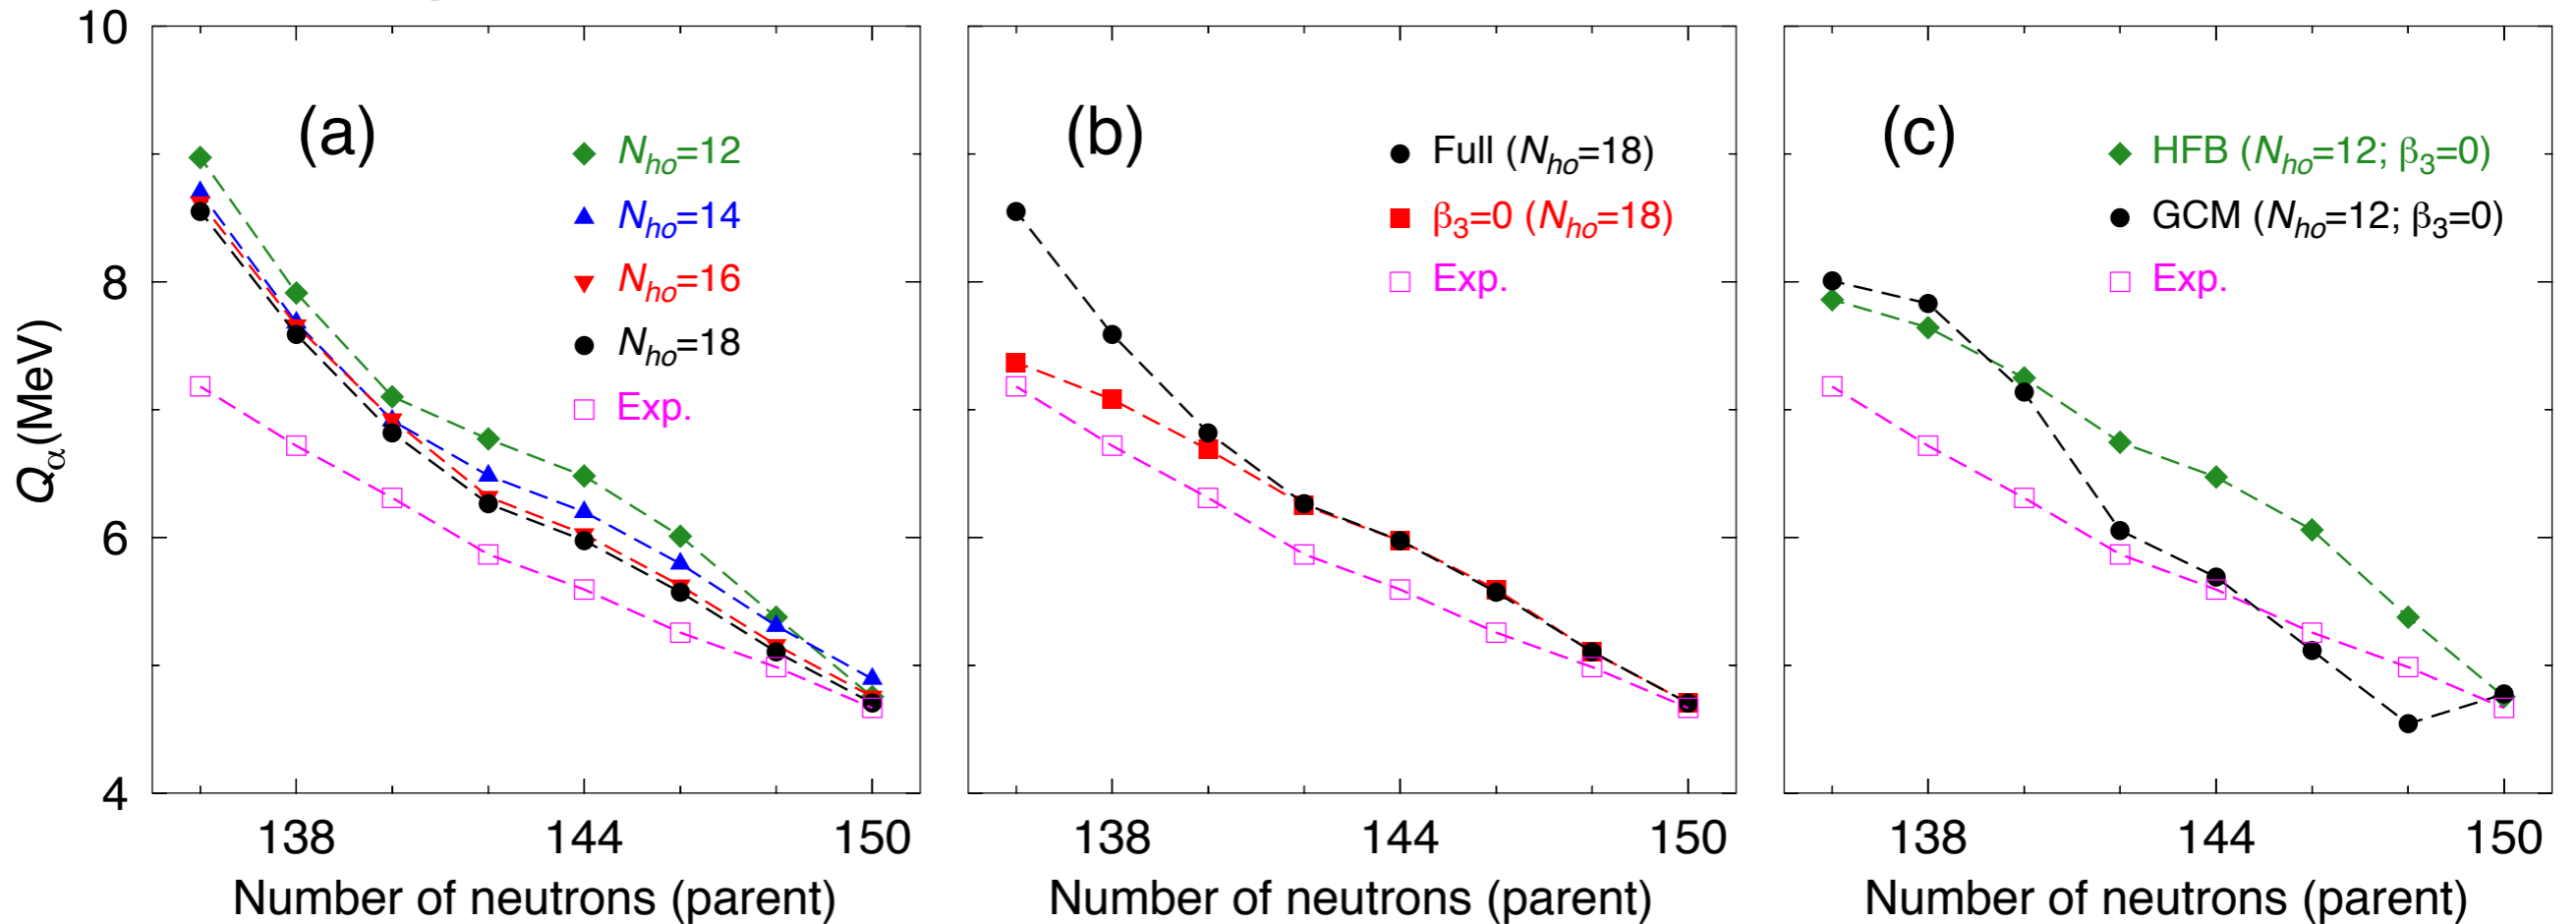 10
8
6
4
Qα(MeV)
(a)
Nho=12
Nho=14
Nho=16
Nho=18
Exp.
138 144 150
Number of neutrons (parent)
(b)
Full (Nho=18)
β3=0 (Nho=18)
Exp.
138 144 150
Number of neutrons (parent)
(c)
HFB (Nho=12; β3=0)
GCM (Nho=12; β3=0)
Exp.
138 144 150
Number of neutrons (parent)